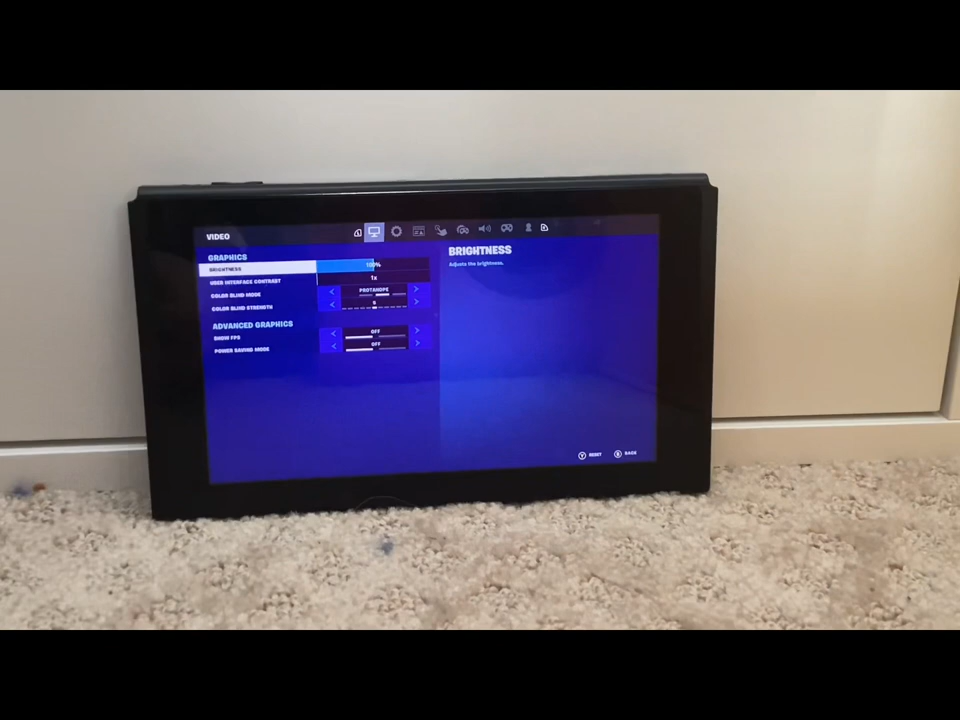 VIDEO
GRAPHICS
BRIGHTNESS 100%
USER INTERFACE CONTRAST 1x
COLOR BLIND MODE PROTANOPE
COLOR BLIND STRENGTH
ADVANCED GRAPHICS
SHOW FPS OFF
POWER SAVING MODE OFF
BRIGHTNESS
Adjusts the brightness.
Y RESET B BACK